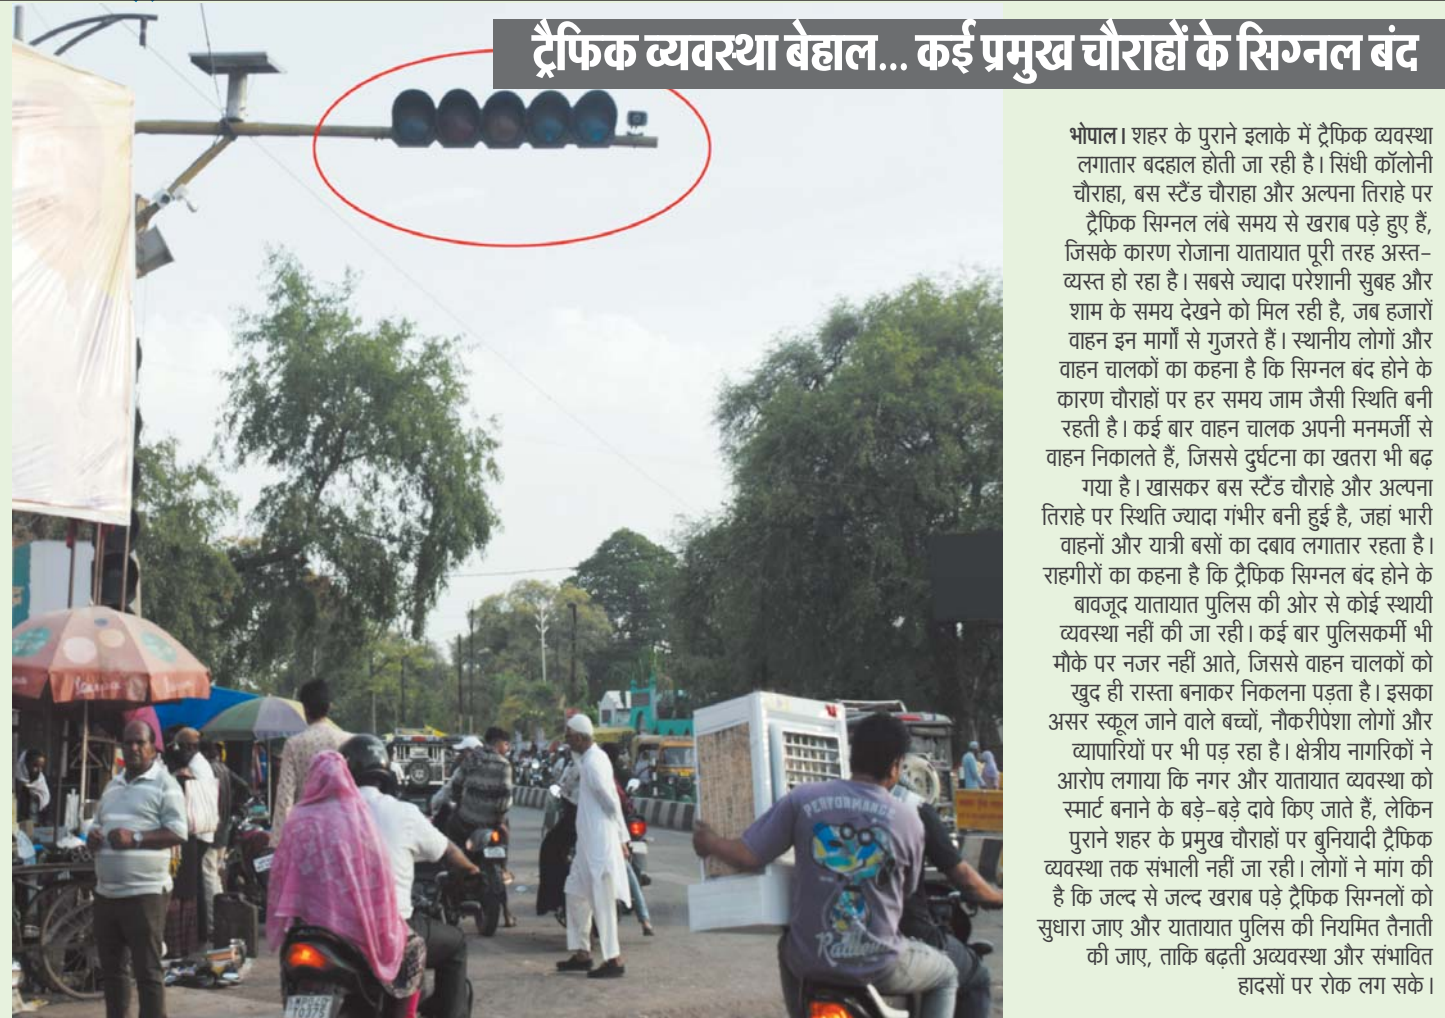 ट्रैफिक व्यवस्था बेहाल... कई प्रमुख चौराहों के सिग्नल बंद
भोपाल। शहर के पुराने इलाके में ट्रैफिक व्यवस्था
लगातार बदहाल होती जा रही है। सिंधी कॉलोनी
चौराहा, बस स्टैंड चौराहा और अल्पना तिराहे पर
ट्रैफिक सिग्नल लंबे समय से खराब पड़े हुए हैं,
जिसके कारण रोजाना यातायात पूरी तरह अस्त-
व्यस्त हो रहा है। सबसे ज्यादा परेशानी सुबह और
शाम के समय देखने को मिल रही है, जब हजारों
वाहन इन मार्गों से गुजरते हैं। स्थानीय लोगों और
वाहन चालकों का कहना है कि सिग्नल बंद होने के
कारण चौराहों पर हर समय जाम जैसी स्थिति बनी
रहती है। कई बार वाहन चालक अपनी मनमर्जी से
वाहन निकालते हैं, जिससे दुर्घटना का खतरा भी बढ़
गया है। खासकर बस स्टैंड चौराहे और अल्पना
तिराहे पर स्थिति ज्यादा गंभीर बनी हुई है, जहां भारी
वाहनों और यात्री बसों का दबाव लगातार रहता है।
राहगीरों का कहना है कि ट्रैफिक सिग्नल बंद होने के
बावजूद यातायात पुलिस की ओर से कोई स्थायी
व्यवस्था नहीं की जा रही। कई बार पुलिसकर्मी भी
मौके पर नजर नहीं आते, जिससे वाहन चालकों को
खुद ही रास्ता बनाकर निकलना पड़ता है। इसका
असर स्कूल जाने वाले बच्चों, नौकरीपेशा लोगों और
व्यापारियों पर भी पड़ रहा है। क्षेत्रीय नागरिकों ने
आरोप लगाया कि नगर और यातायात व्यवस्था को
स्मार्ट बनाने के बड़े-बड़े दावे किए जाते हैं, लेकिन
पुराने शहर के प्रमुख चौराहों पर बुनियादी ट्रैफिक
व्यवस्था तक संभाली नहीं जा रही। लोगों ने मांग की
है कि जल्द से जल्द खराब पड़े ट्रैफिक सिग्नलों को
सुधारा जाए और यातायात पुलिस की नियमित तैनाती
की जाए, ताकि बढ़ती अव्यवस्था और संभावित
हादसों पर रोक लग सके।
PERFORMANCE